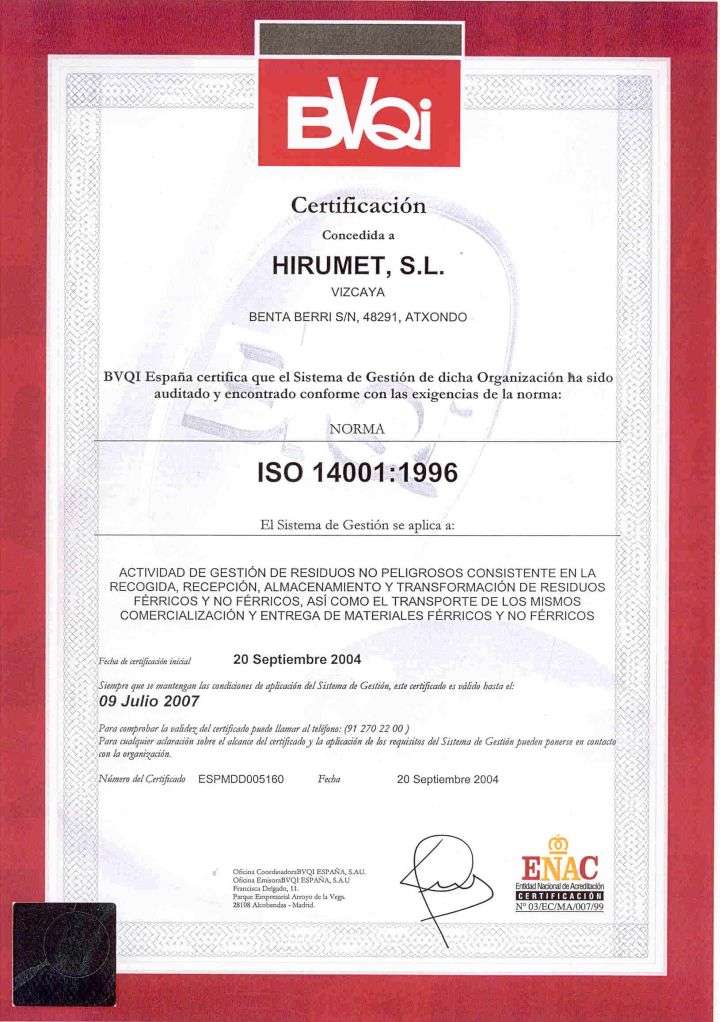 BVQi
Certificación
Concedida a
HIRUMET, S.L.
VIZCAYA
BENTA BERRI S/N, 48291, ATXONDO
BVQI España certifica que el Sistema de Gestión de dicha Organización ha sido
auditado y encontrado conforme con las exigencias de la norma:
NORMA
ISO 14001:1996
El Sistema de Gestión se aplica a:
ACTIVIDAD DE GESTIÓN DE RESIDUOS NO PELIGROSOS CONSISTENTE EN LA
RECOGIDA, RECEPCIÓN, ALMACENAMIENTO Y TRANSFORMACIÓN DE RESIDUOS
FÉRRICOS Y NO FÉRRICOS, ASÍ COMO EL TRANSPORTE DE LOS MISMOS
COMERCIALIZACIÓN Y ENTREGA DE MATERIALES FÉRRICOS Y NO FÉRRICOS
Fecha de certificación inicial 20 Septiembre 2004
Siempre que se mantengan las condiciones de aplicación del Sistema de Gestión, este certificado es válido hasta el:
09 Julio 2007
Para comprobar la validez del certificado puede llamar al teléfono: (91 270 22 00 )
Para cualquier aclaración sobre el alcance del certificado y la aplicación de los requisitos del Sistema de Gestión pueden ponerse en contacto
con la organización.
Número del Certificado ESPMDD005160 Fecha 20 Septiembre 2004
Oficina CoordinadoraBVQI ESPAÑA, S.AU.
Oficina EmisoraBVQI ESPAÑA, S.A.U
Francisca Delgado, 11.
Parque Empresarial Arroyo de la Vega.
28108 Alcobendas - Madrid.
ENAC
Entidad Nacional de Acreditación
CERTIFICACIÓN
Nº 03/EC/MA/007/99